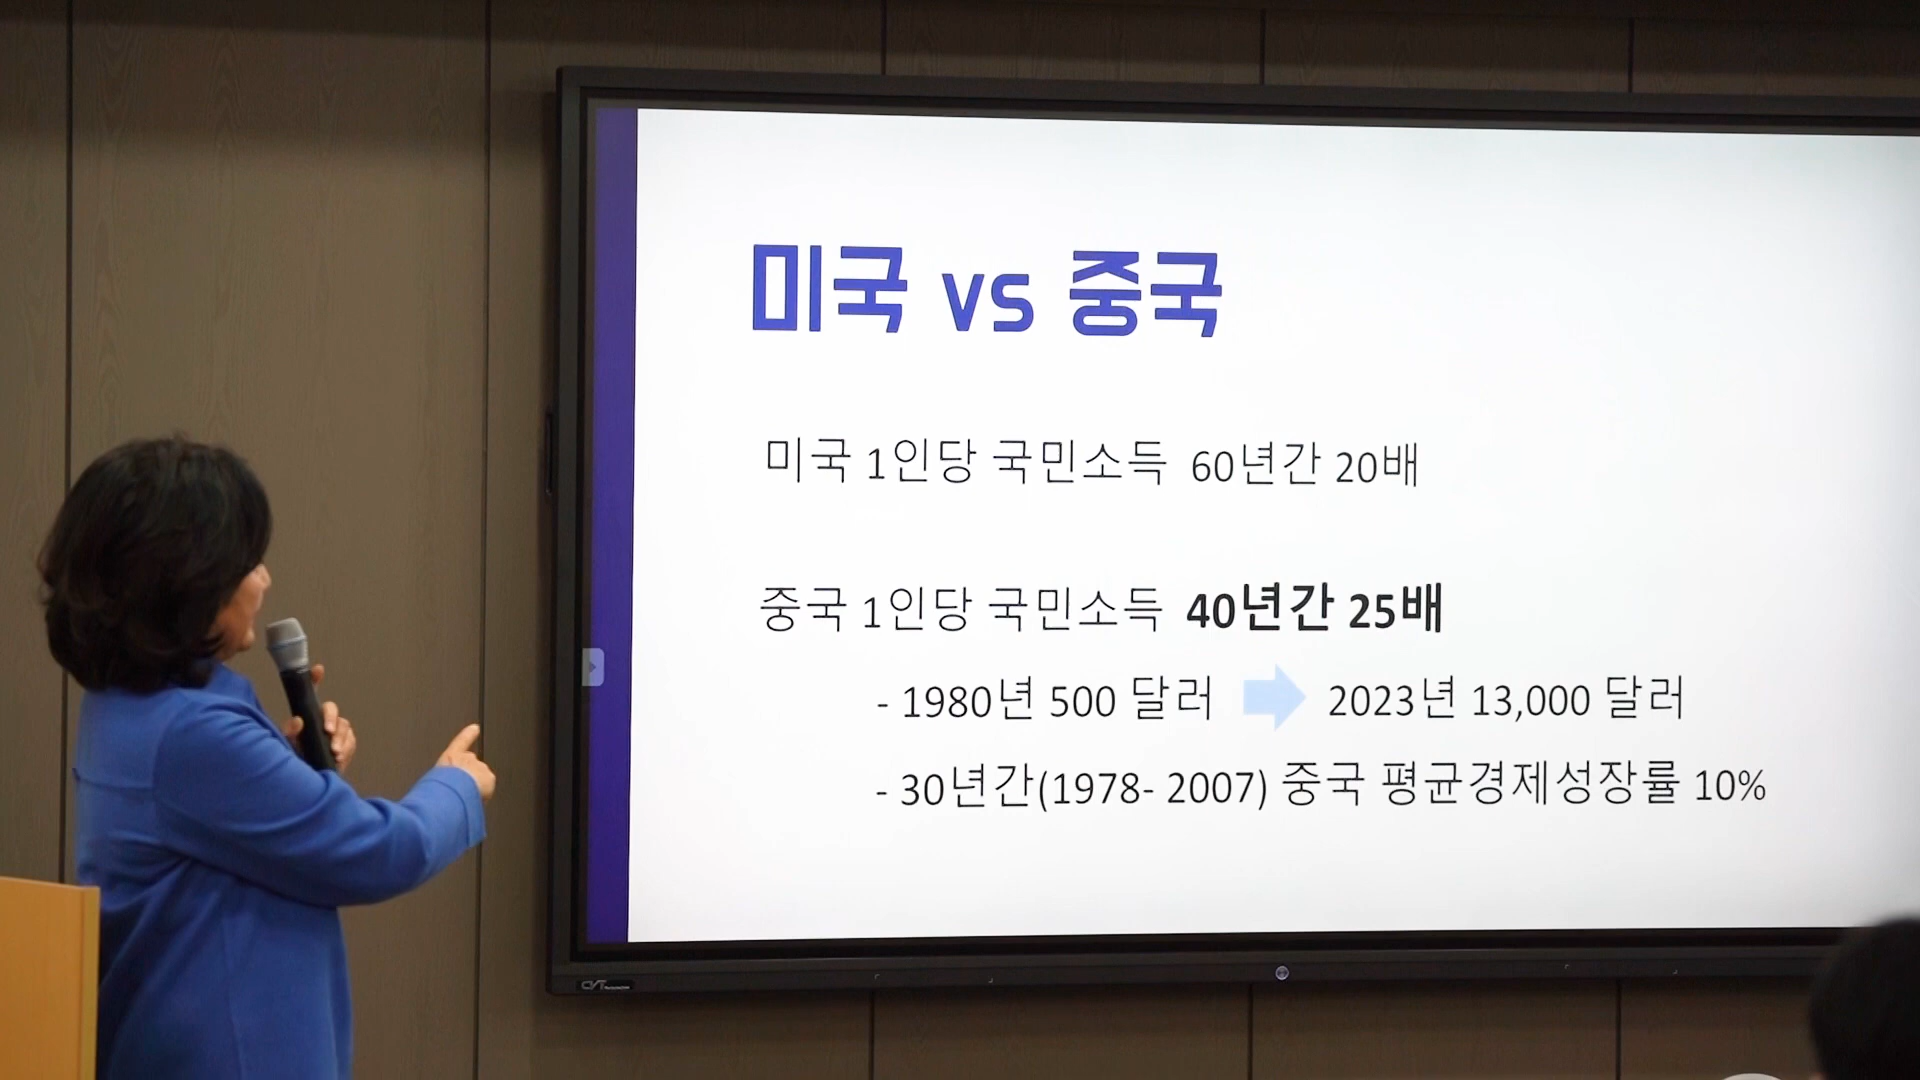 미국 vs 중국
미국 1인당 국민소득 60년간 20배
중국 1인당 국민소득 40년간 25배
- 1980년 500 달러 2023년 13,000 달러
- 30년간(1978- 2007) 중국 평균경제성장률 10%
CVT